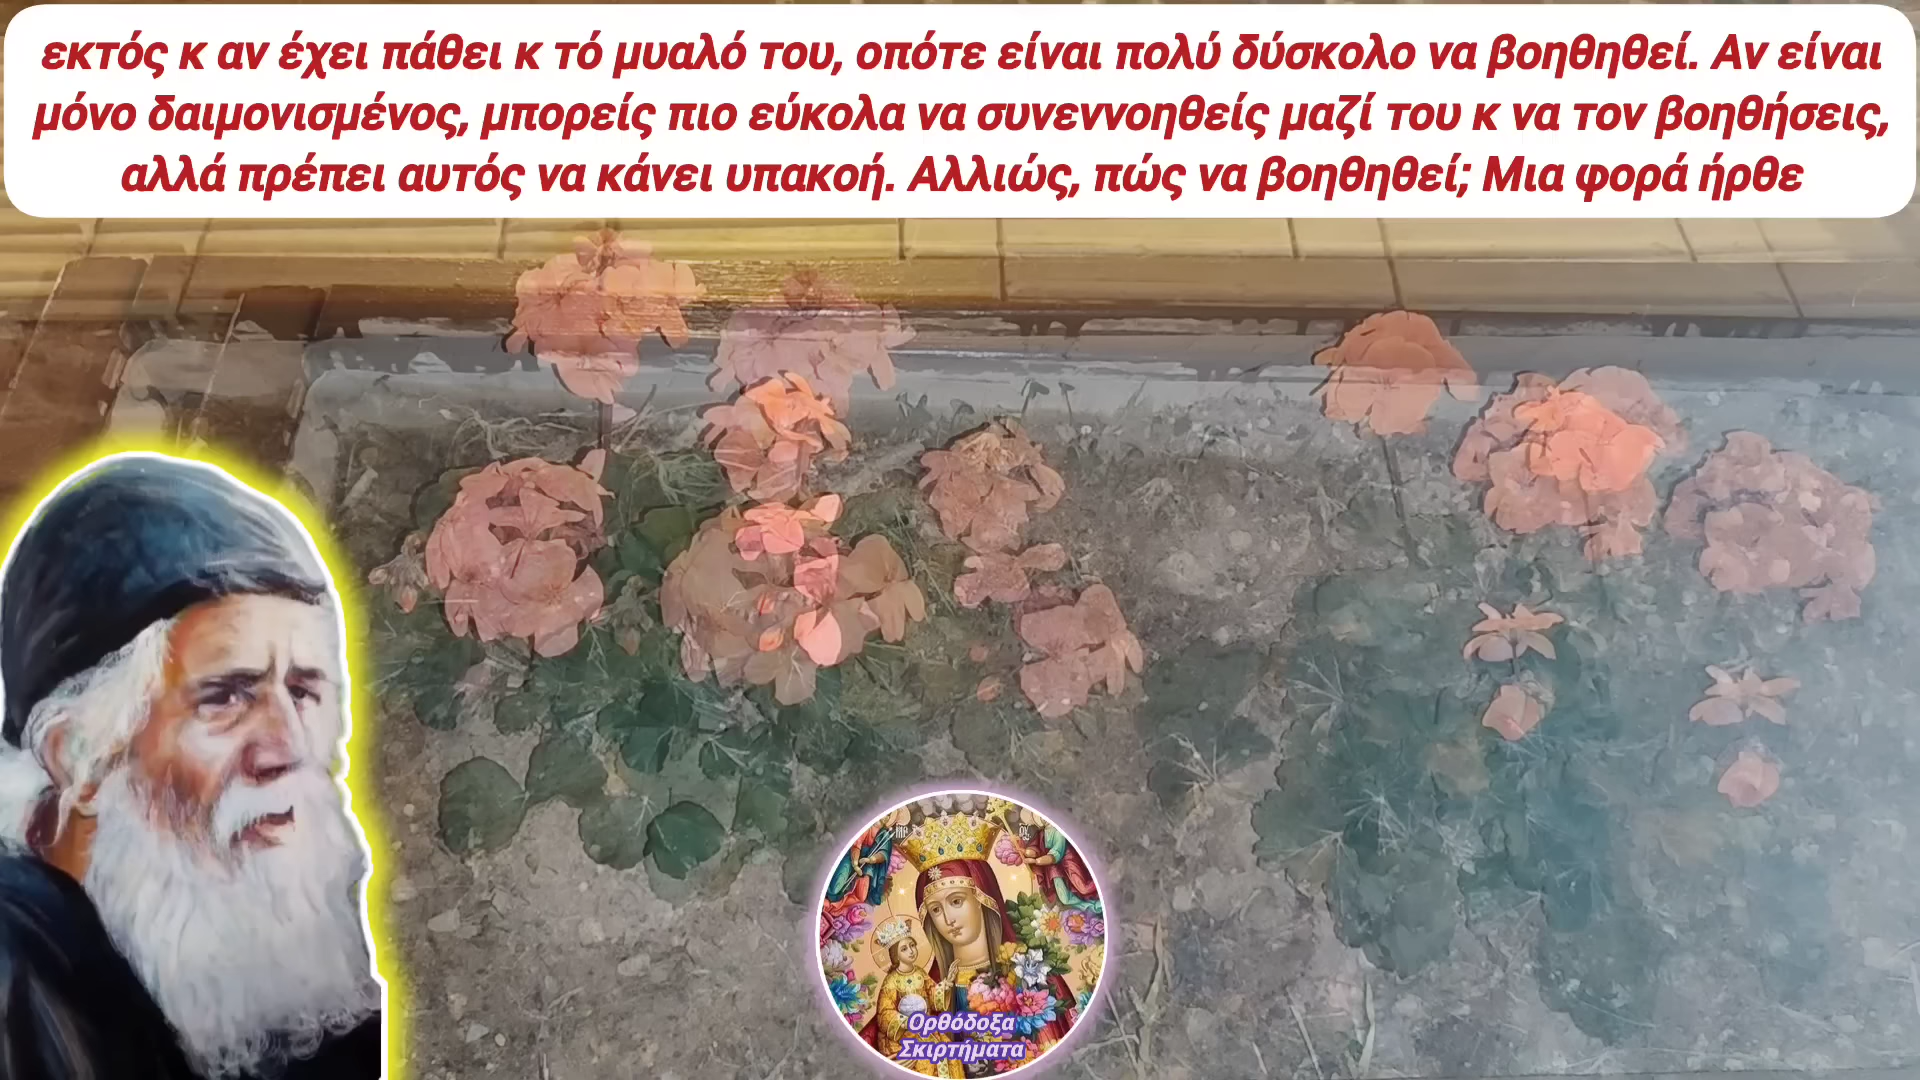 εκτός κ αν έχει πάθει κ τό μυαλό του, οπότε είναι πολύ δύσκολο να βοηθηθεί. Αν είναι
μόνο δαιμονισμένος, μπορείς πιο εύκολα να συνεννοηθείς μαζί του κ να τον βοηθήσεις,
αλλά πρέπει αυτός να κάνει υπακοή. Αλλιώς, πώς να βοηθηθεί; Μια φορά ήρθε
Ορθόδοξα
Σκιρτήματα